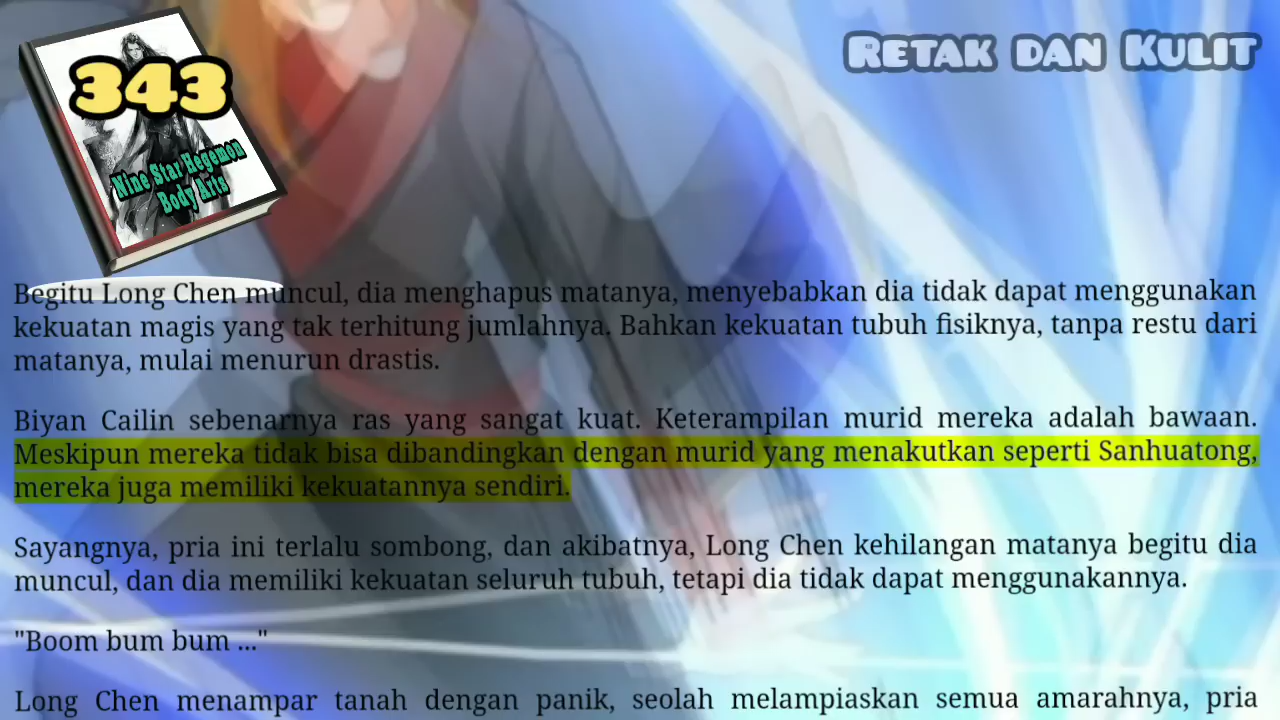 343
Nine Star Hegemon
Body Arts
Retak dan Kulit
Begitu Long Chen muncul, dia menghapus matanya, menyebabkan dia tidak dapat menggunakan
kekuatan magis yang tak terhitung jumlahnya. Bahkan kekuatan tubuh fisiknya, tanpa restu dari
matanya, mulai menurun drastis.
Biyan Cailin sebenarnya ras yang sangat kuat. Keterampilan murid mereka adalah bawaan.
Meskipun mereka tidak bisa dibandingkan dengan murid yang menakutkan seperti Sanhuatong,
mereka juga memiliki kekuatannya sendiri.
Sayangnya, pria ini terlalu sombong, dan akibatnya, Long Chen kehilangan matanya begitu dia
muncul, dan dia memiliki kekuatan seluruh tubuh, tetapi dia tidak dapat menggunakannya.
"Boom bum bum ..."
Long Chen menampar tanah dengan panik, seolah melampiaskan semua amarahnya, pria